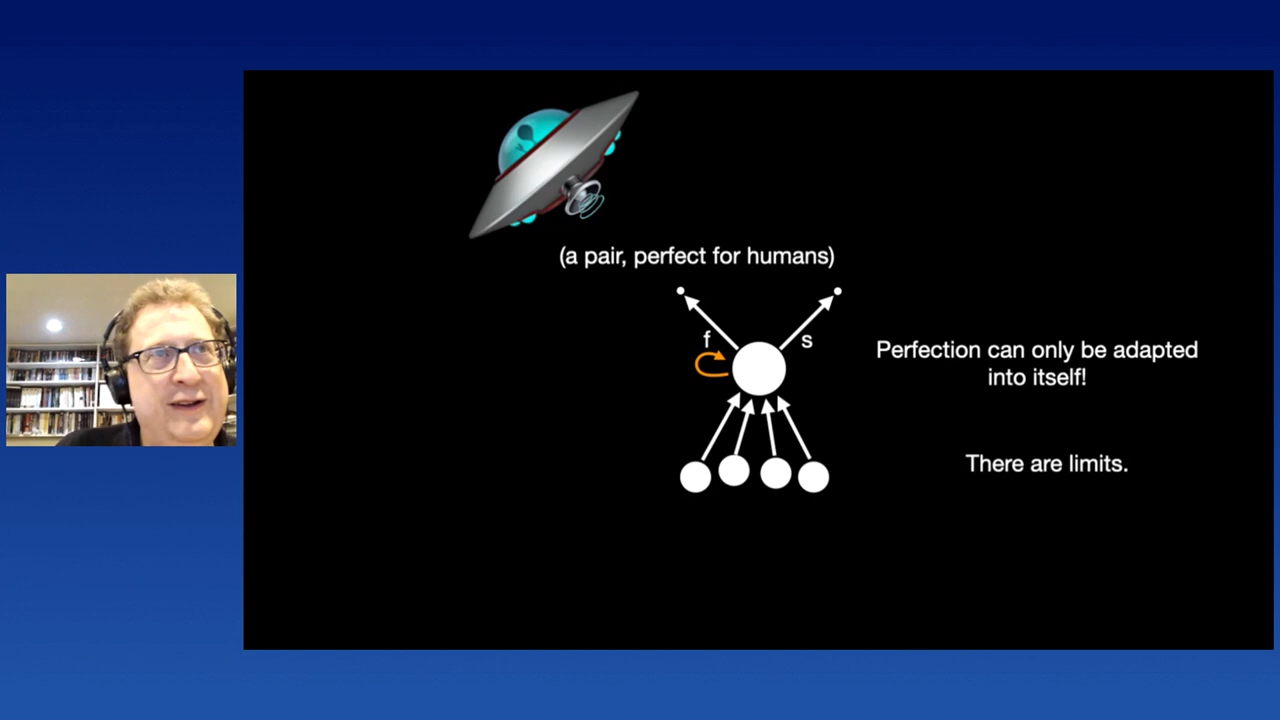 (a pair, perfect for humans)
f
s
Perfection can only be adapted
into itself!
There are limits.